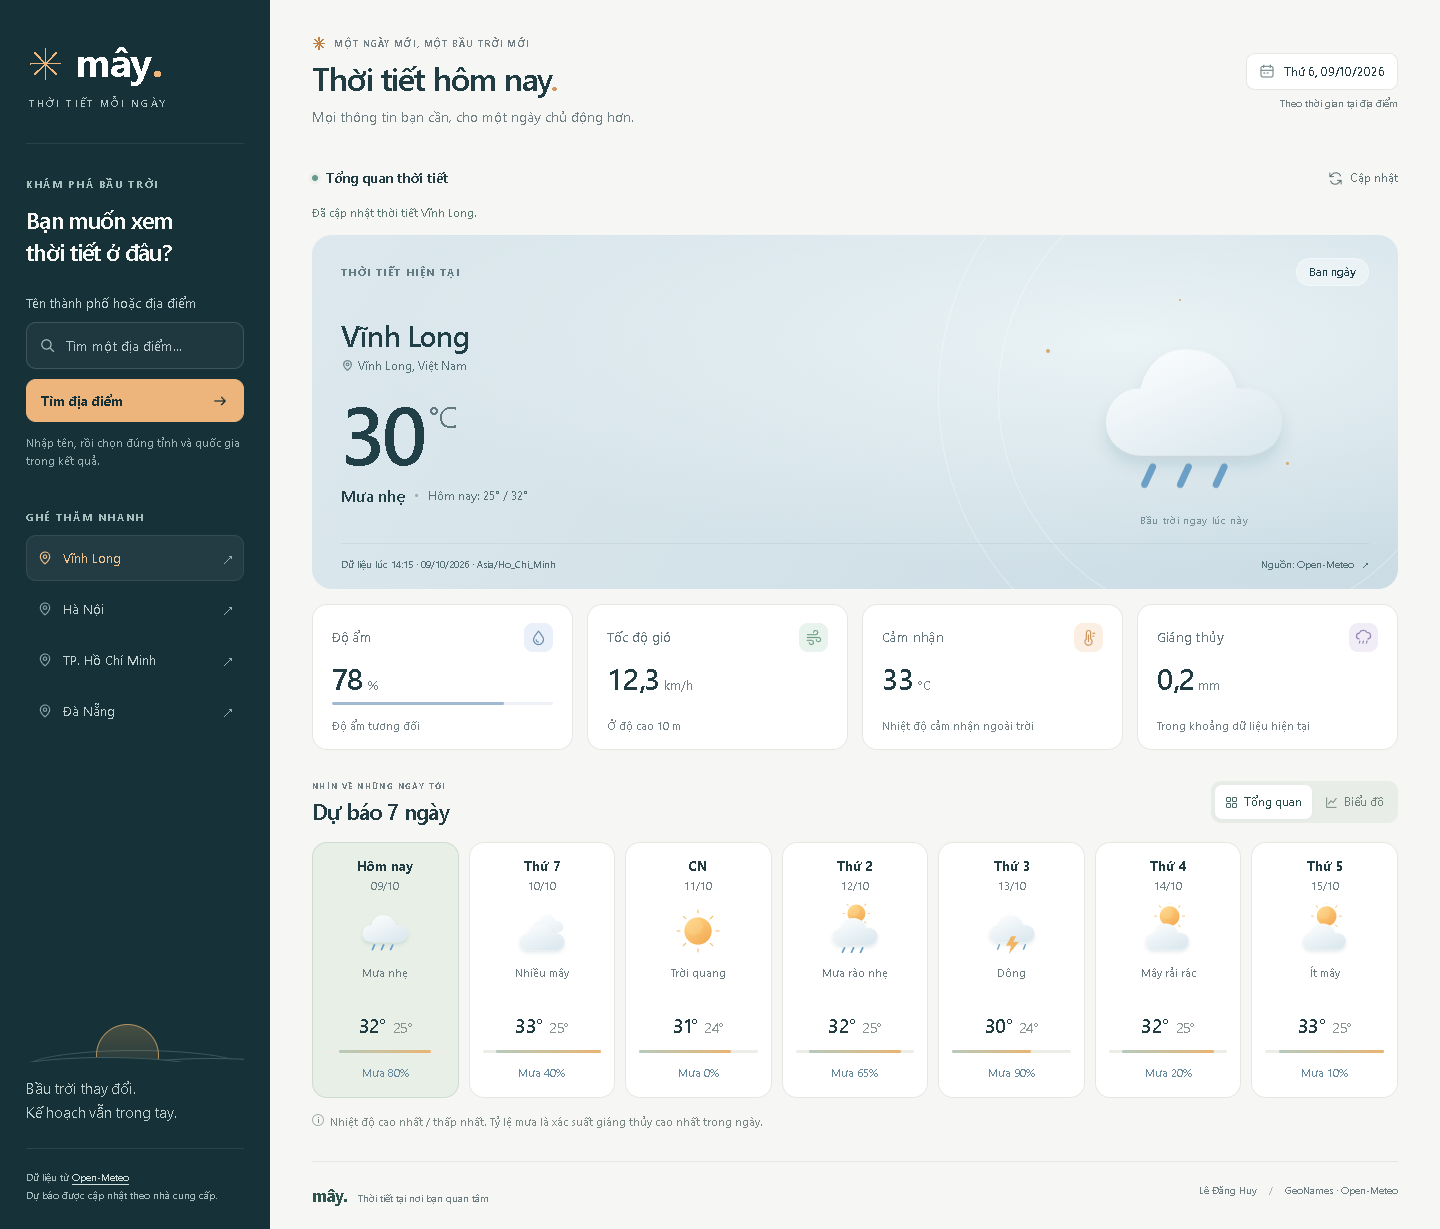 mây.
THỜI TIẾT MỖI NGÀY
KHÁM PHÁ BẦU TRỜI
Bạn muốn xem
thời tiết ở đâu?
Tên thành phố hoặc địa điểm
Tìm một địa điểm...
Tìm địa điểm →
Nhập tên, rồi chọn đúng tỉnh và quốc gia
trong kết quả.
GHÉ THĂM NHANH
Vĩnh Long ↗
Hà Nội ↗
TP. Hồ Chí Minh ↗
Đà Nẵng ↗
Bầu trời thay đổi.
Kế hoạch vẫn trong tay.
Dữ liệu từ Open-Meteo
Dự báo được cập nhật theo nhà cung cấp.
MỘT NGÀY MỚI, MỘT BẦU TRỜI MỚI
Thời tiết hôm nay.
Mọi thông tin bạn cần, cho một ngày chủ động hơn.
Thứ 6, 09/10/2026
Theo thời gian tại địa điểm
Tổng quan thời tiết
Cập nhật
Đã cập nhật thời tiết Vĩnh Long.
THỜI TIẾT HIỆN TẠI
Ban ngày
Vĩnh Long
Vĩnh Long, Việt Nam
30°C
Mưa nhẹ • Hôm nay: 25° / 32°
Bầu trời ngay lúc này
Dữ liệu lúc 14:15 · 09/10/2026 · Asia/Ho_Chi_Minh
Nguồn: Open-Meteo ↗
Độ ẩm
78 %
Độ ẩm tương đối
Tốc độ gió
12,3 km/h
Ở độ cao 10 m
Cảm nhận
33 °C
Nhiệt độ cảm nhận ngoài trời
Giáng thủy
0,2 mm
Trong khoảng dữ liệu hiện tại
NHÌN VỀ NHỮNG NGÀY TỚI
Dự báo 7 ngày
Tổng quan
Biểu đồ
Hôm nay
09/10
Mưa nhẹ
32° 25°
Mưa 80%
Thứ 7
10/10
Nhiều mây
33° 25°
Mưa 40%
CN
11/10
Trời quang
31° 24°
Mưa 0%
Thứ 2
12/10
Mưa rào nhẹ
32° 25°
Mưa 65%
Thứ 3
13/10
Dông
30° 24°
Mưa 90%
Thứ 4
14/10
Mây rải rác
32° 25°
Mưa 20%
Thứ 5
15/10
Ít mây
33° 25°
Mưa 10%
Nhiệt độ cao nhất / thấp nhất. Tỷ lệ mưa là xác suất giáng thủy cao nhất trong ngày.
mây. Thời tiết tại nơi bạn quan tâm
Lê Đăng Huy / GeoNames · Open-Meteo